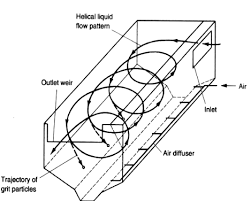 Helical liquid
flow pattern
Outlet weir
Air
Inlet
Air diffuser
Trajectory of
grit particles